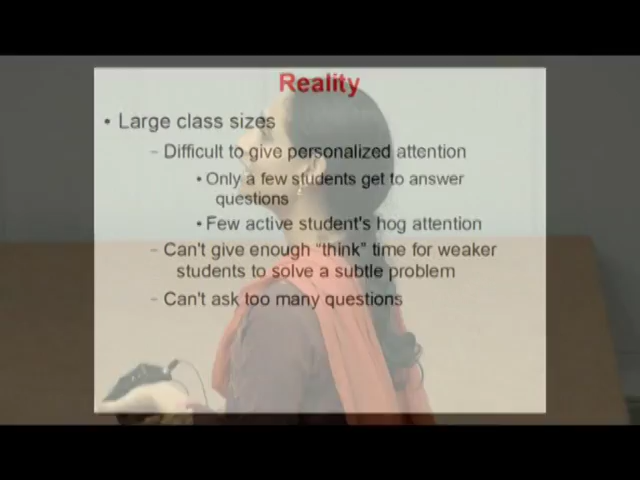 Reality
• Large class sizes
– Difficult to give personalized attention
• Only a few students get to answer
questions
• Few active student's hog attention
– Can't give enough “think” time for weaker
students to solve a subtle problem
– Can't ask too many questions